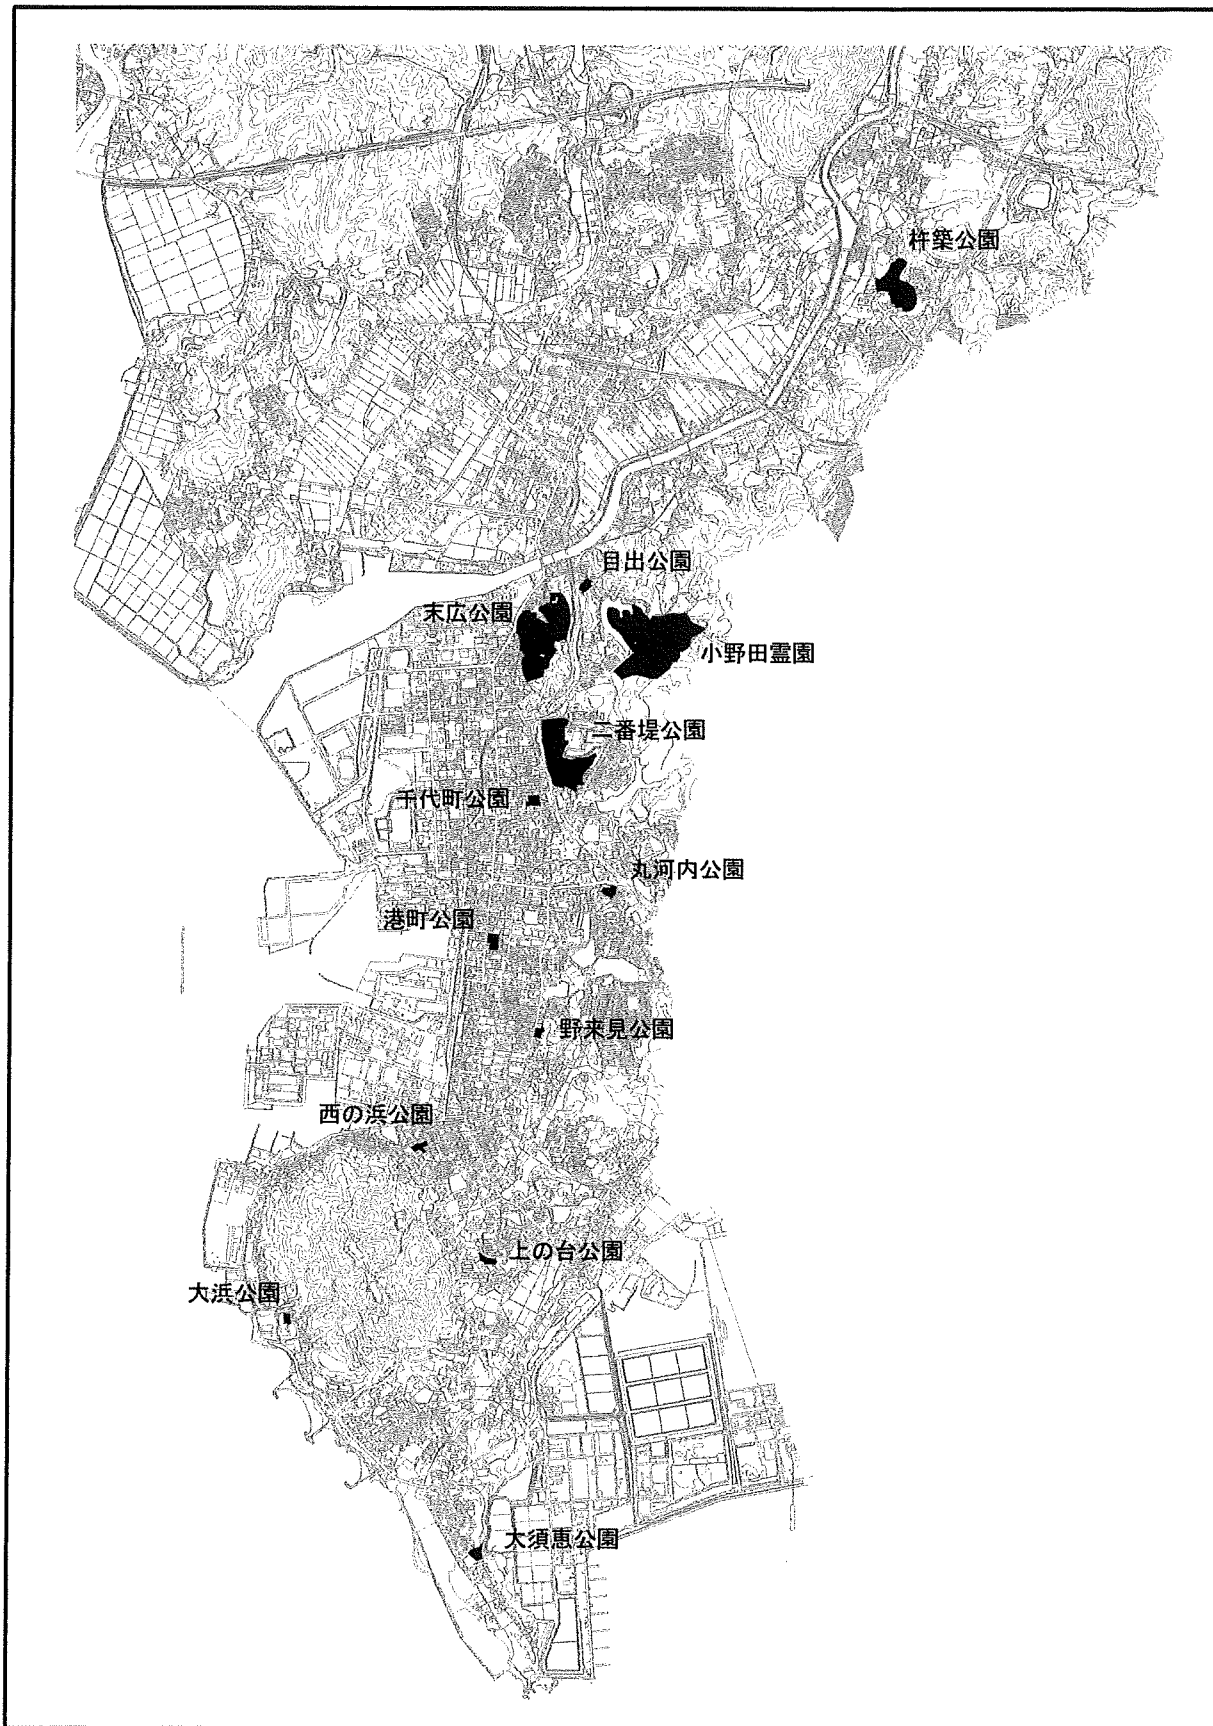 杵築公園
目出公園
末広公園
小野田霊園
二番堤公園
千代町公園
丸河内公園
港町公園
野来見公園
西の浜公園
上の台公園
大浜公園
大須恵公園